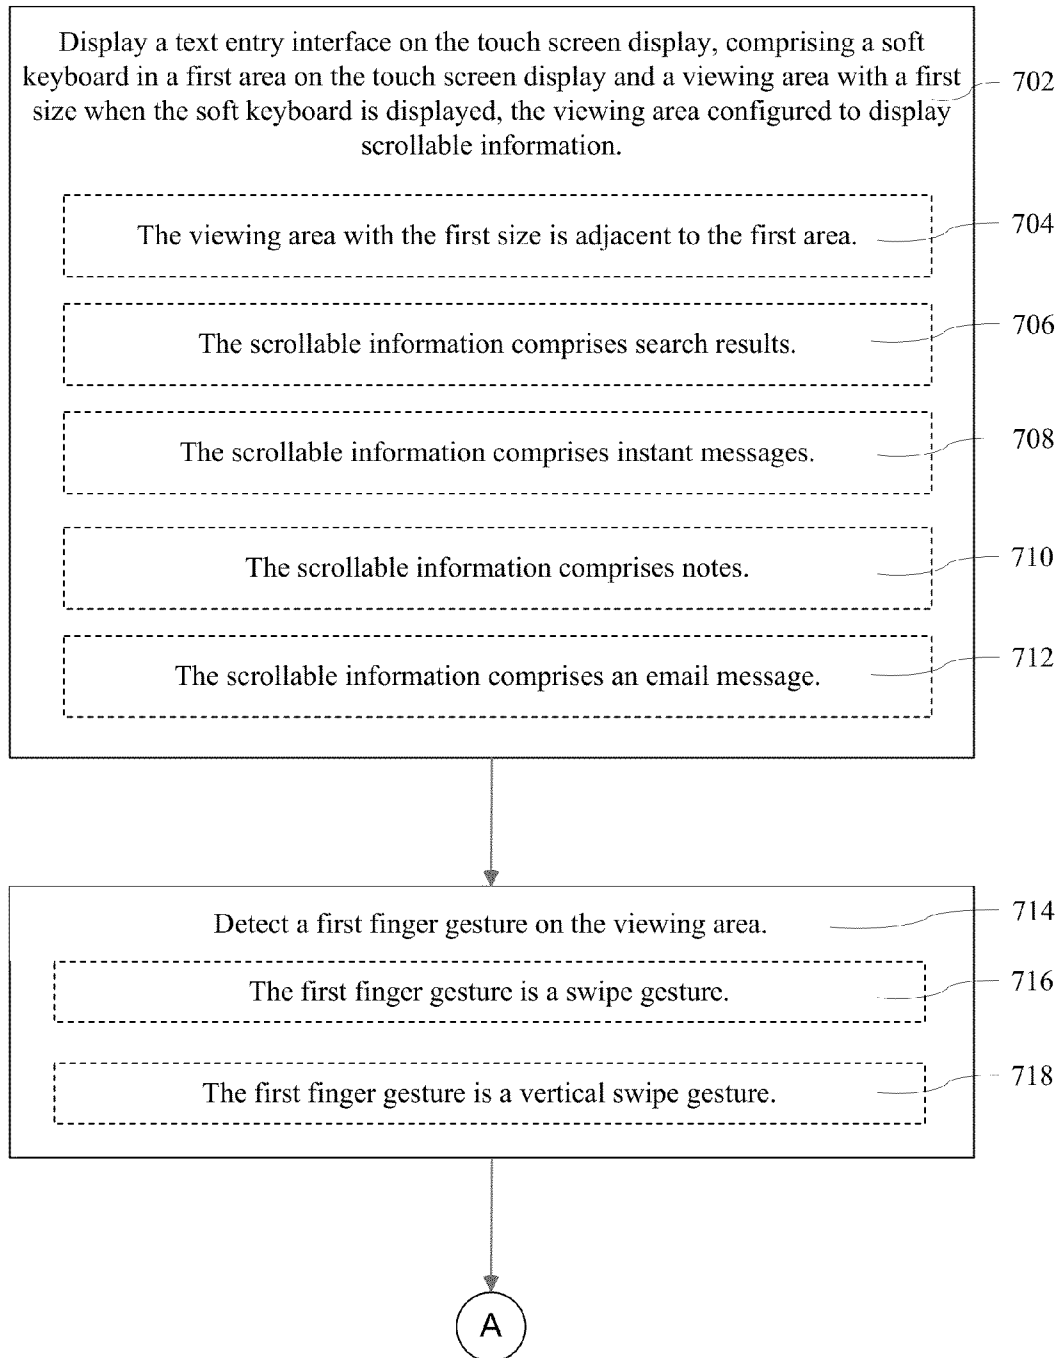 Display a text entry interface on the touch screen display, comprising a soft
keyboard in a first area on the touch screen display and a viewing area with a first
size when the soft keyboard is displayed, the viewing area configured to display
scrollable information.
702
The viewing area with the first size is adjacent to the first area.
704
The scrollable information comprises search results.
706
The scrollable information comprises instant messages.
708
The scrollable information comprises notes.
710
The scrollable information comprises an email message.
712
Detect a first finger gesture on the viewing area.
714
The first finger gesture is a swipe gesture.
716
The first finger gesture is a vertical swipe gesture.
718
A